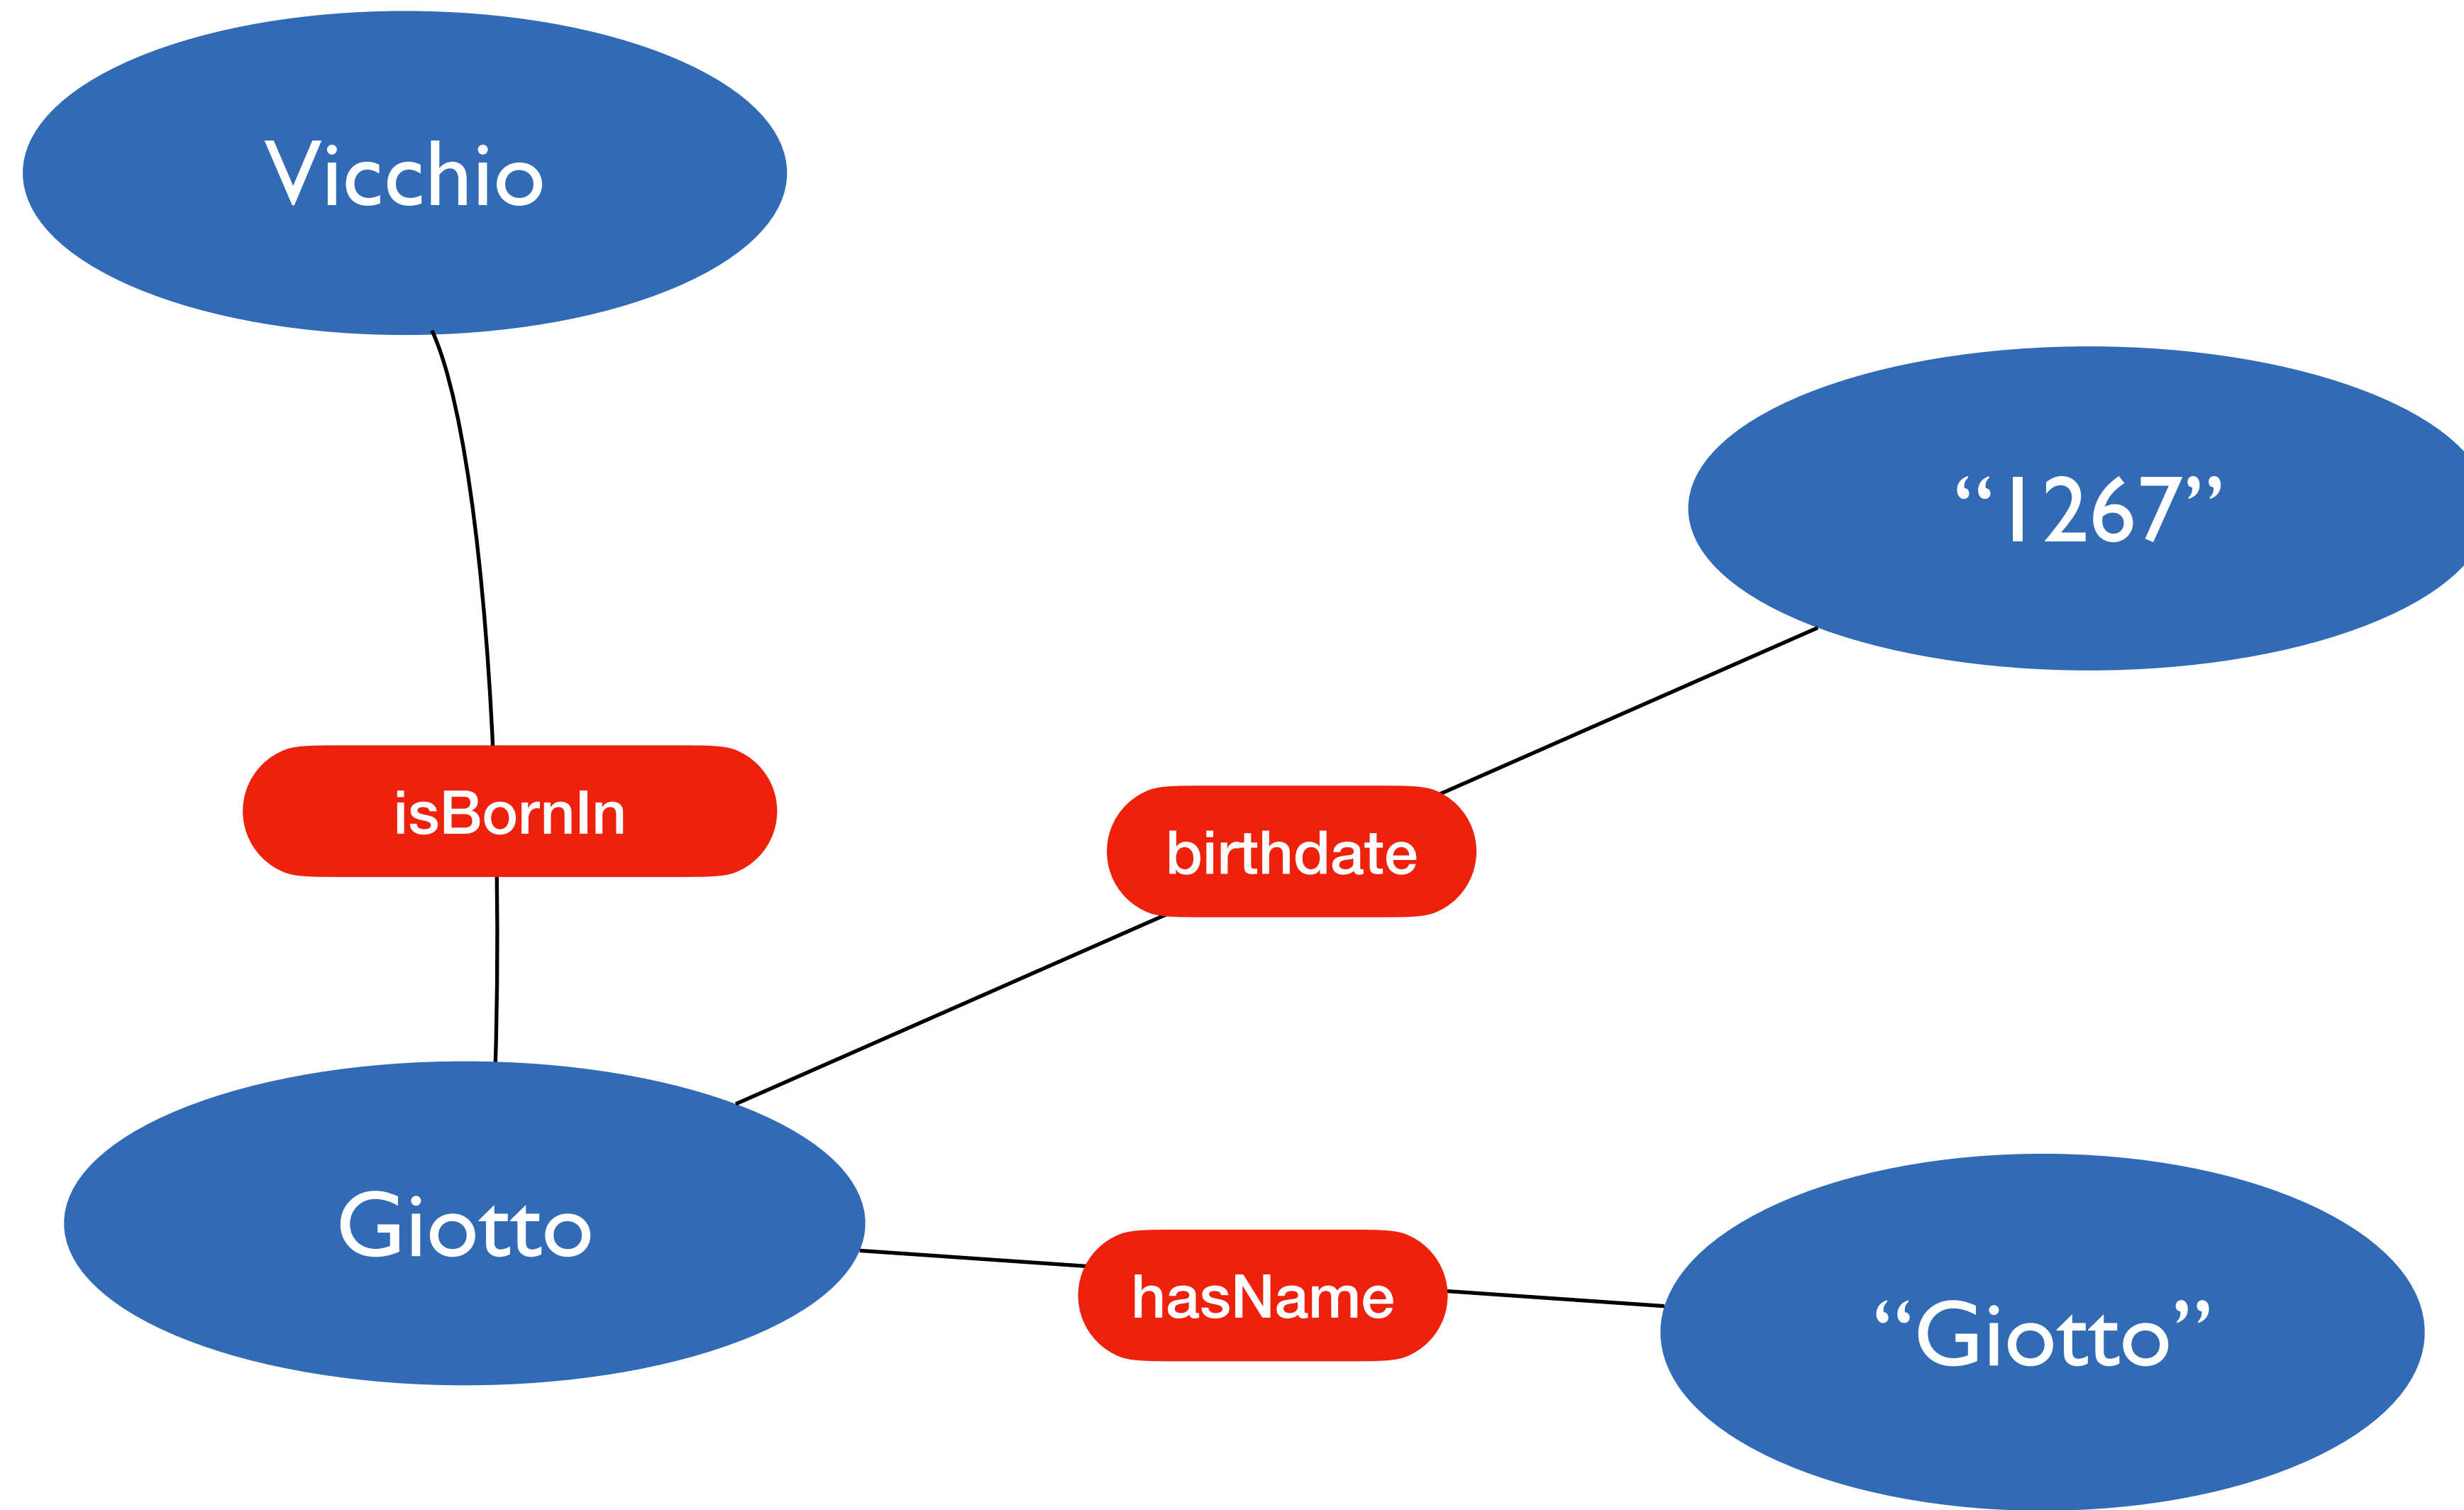 Vicchio
“1267”
isBornIn
birthdate
Giotto
hasName
“Giotto”